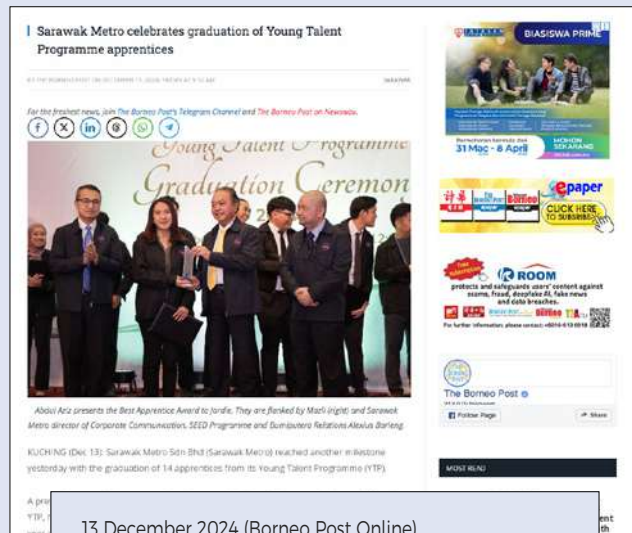 Sarawak Metro celebrates graduation of Young Talent
Programme apprentices
For the freshest news, join The Borneo Post's Telegram Channel and The Borneo Post on Newswav.
Young Talent Programme
Graduation Ceremon
Abdul Aziz presents the Best Apprentice Award to Jordie. They are flanked by Mazli (right) and Sarawak
Metro director of Corporate Communication, SEED Programme and Bumiputera Relations Alexius Barieng.
KUCHING (Dec 13): Sarawak Metro Sdn Bhd (Sarawak Metro) reached another milestone
yesterday with the graduation of 14 apprentices from its Young Talent Programme (YTP).
A pre
YTP,
13 December 2024 (Borneo Post Online)
BIASISWA PRIME
31 Mac - 8 April
MOHON
SEKARANG
epaper
CLICK HERE
TO SUBSRIBE
ROOM
protects and safeguards users' content against
scams, fraud, deepfake AI, fake news
and data breaches.
The Borneo Post
Follow Page
Share
MOST READ